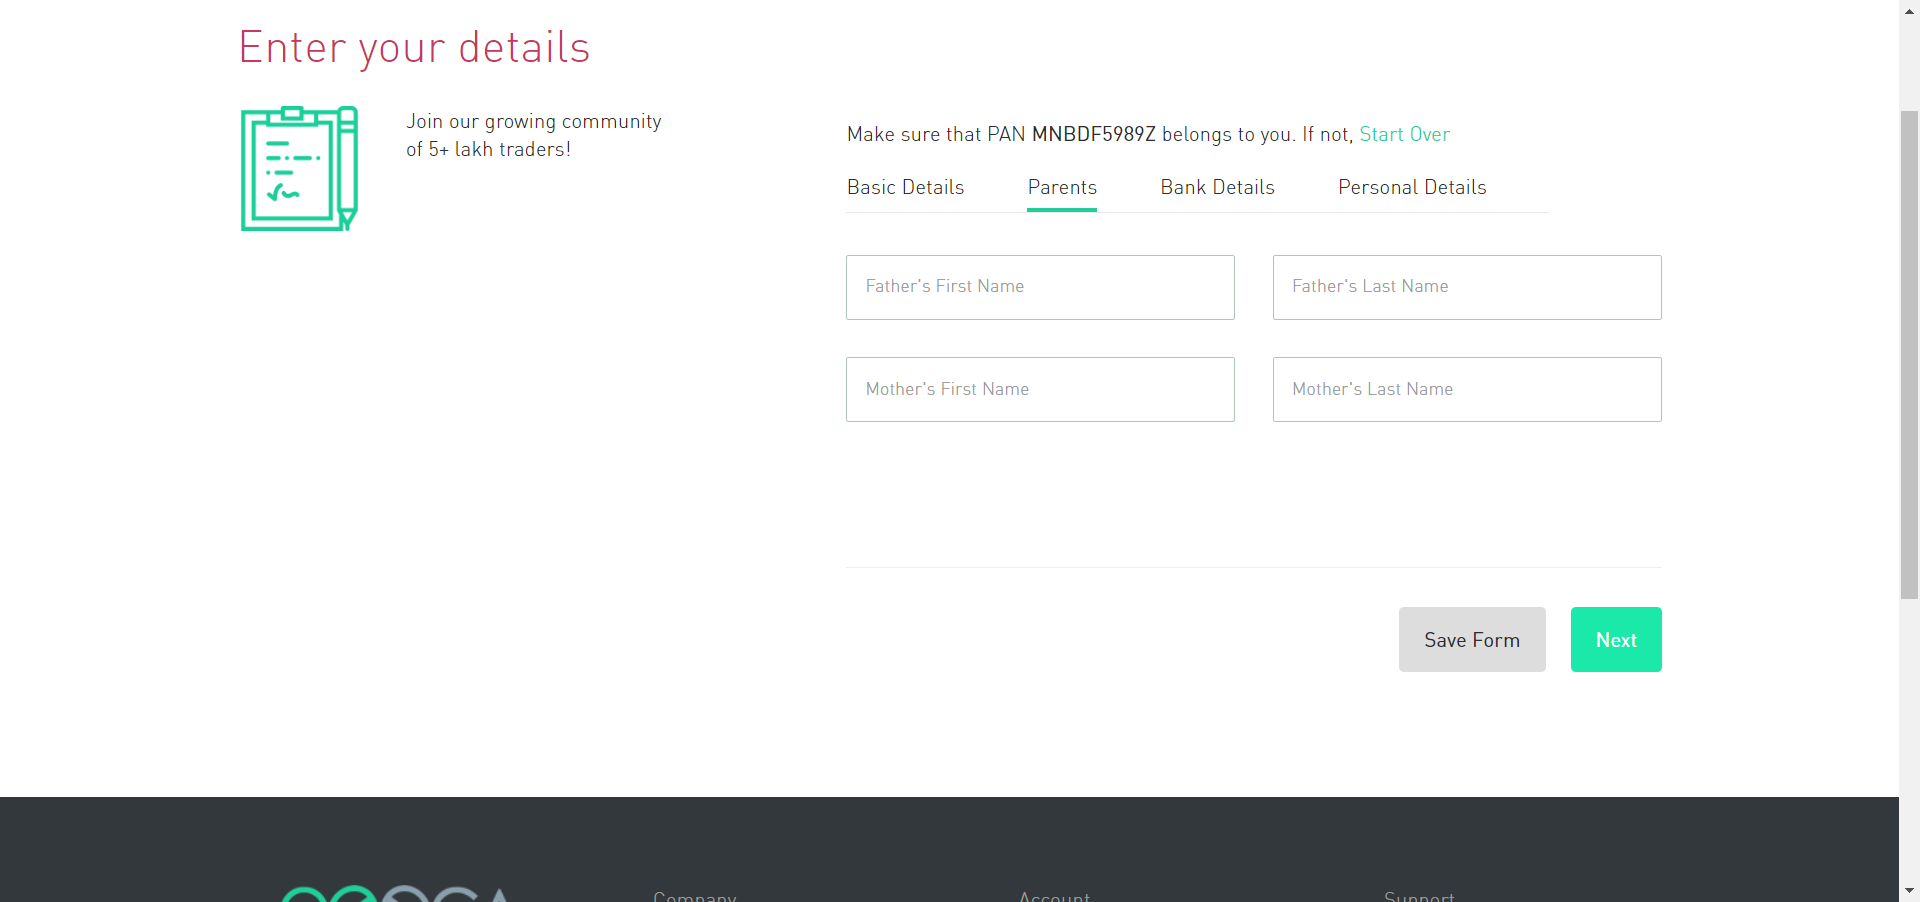 Enter your details
Join our growing community
of 5+ lakh traders!
Make sure that PAN MNBDF5989Z belongs to you. If not, Start Over
Basic Details Parents Bank Details Personal Details
Father's First Name Father's Last Name
Mother's First Name Mother's Last Name
Save Form Next
Company Account Support